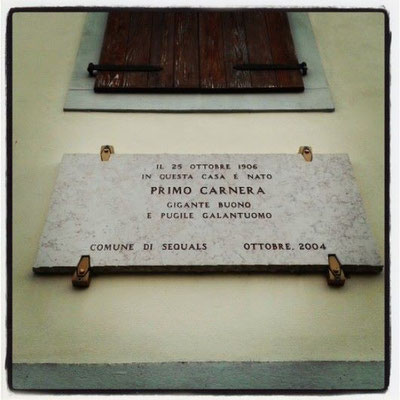 IL 25 OTTOBRE 1906
IN QUESTA CASA È NATO
PRIMO CARNERA
GIGANTE BUONO
E PUGILE GALANTUOMO
COMUNE DI SEQUALS OTTOBRE, 2004